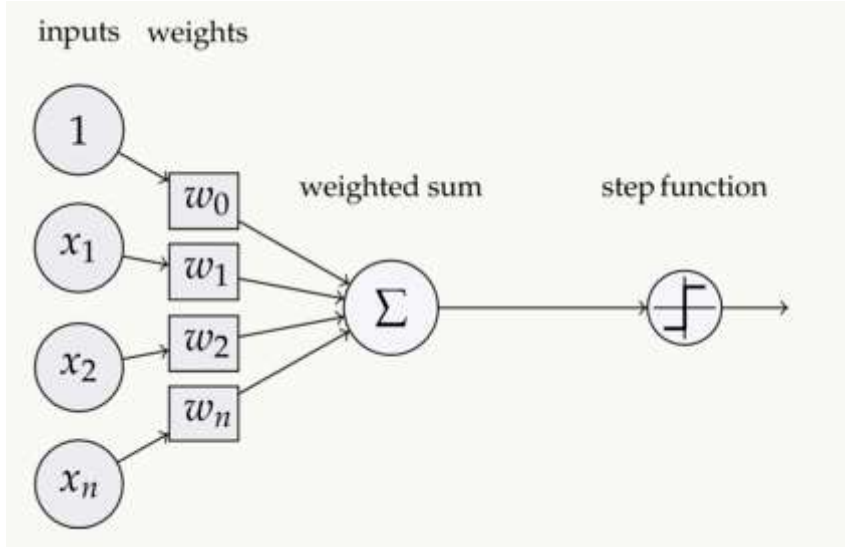 inputs weights
1
weighted sum step function
w₀
x₁
w₁
Σ
w₂
x₂
wₙ
xₙ